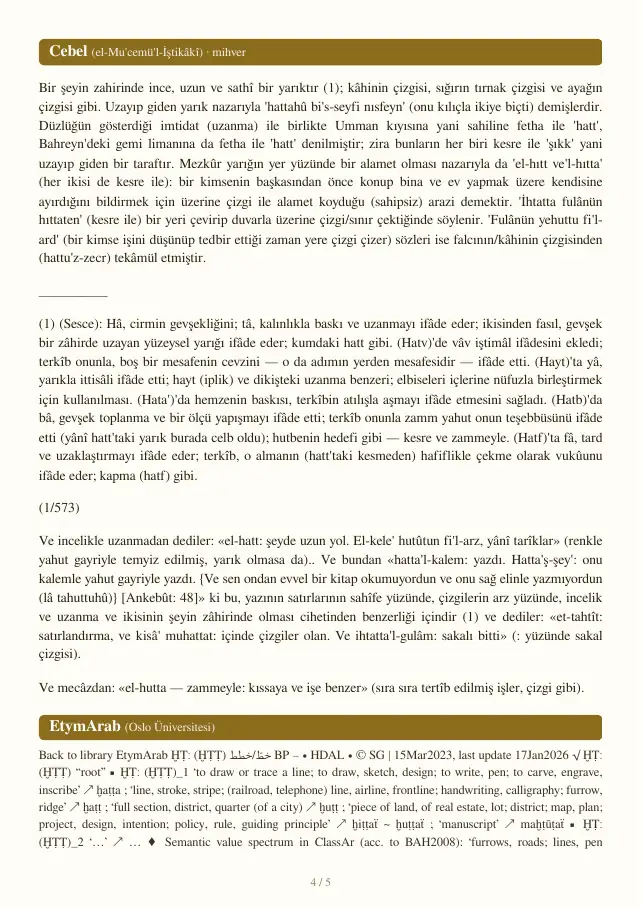 Cebel (el-Mu'cemü'l-İştikâkî) · mihver
Bir şeyin zahirinde ince, uzun ve sathî bir yarıktır (1); kâhinin çizgisi, sığırın tırnak çizgisi ve ayağın
çizgisi gibi. Uzayıp giden yarık nazarıyla 'hattahû bi's-seyfi nısfeyn' (onu kılıçla ikiye biçti) demişlerdir.
Düzlüğün gösterdiği imtidat (uzanma) ile birlikte Umman kıyısına yani sahiline fetha ile 'hatt',
Bahreyn'deki gemi limanına da fetha ile 'hatt' denilmiştir; zira bunların her biri kesre ile 'şıkk' yani
uzayıp giden bir taraftır. Mezkûr yarığın yer yüzünde bir alamet olması nazarıyla da 'el-hıtt ve'l-hıtta'
(her ikisi de kesre ile): bir kimsenin başkasından önce konup bina ve ev yapmak üzere kendisine
ayırdığını bildirmek için üzerine çizgi ile alamet koyduğu (sahipsiz) arazi demektir. 'İhtatta fulânün
hıttaten' (kesre ile) bir yeri çevirip duvarla üzerine çizgi/sınır çektiğinde söylenir. 'Fulânün yehuttu fi'l-
ard' (bir kimse işini düşünüp tedbir ettiği zaman yere çizgi çizer) sözleri ise falcının/kâhinin çizgisinden
(hattu'z-zecr) tekâmül etmiştir.
(1) (Sesce): Hâ, cirmin gevşekliğini; tâ, kalınlıkla baskı ve uzanmayı ifâde eder; ikisinden fasıl, gevşek
bir zâhirde uzayan yüzeysel yarığı ifâde eder; kumdaki hatt gibi. (Hatv)'de vâv iştimâl ifâdesini ekledi;
terkîb onunla, boş bir mesafenin cevzini — o da adımın yerden mesafesidir — ifâde etti. (Hayt)'ta yâ,
yarıkla ittisâli ifâde etti; hayt (iplik) ve dikişteki uzanma benzeri; elbiseleri içlerine nüfuzla birleştirmek
için kullanılması. (Hata')'da hemzenin baskısı, terkîbin atılışla aşmayı ifâde etmesini sağladı. (Hatb)'da
bâ, gevşek toplanma ve bir ölçü yapışmayı ifâde etti; terkîb onunla zamm yahut onun teşebbüsünü ifâde
etti (yânî hatt'taki yarık burada celb oldu); hutbenin hedefi gibi — kesre ve zammeyle. (Hatf)'ta fâ, tard
ve uzaklaştırmayı ifâde eder; terkîb, o almanın (hatt'taki kesmeden) hafiflikle çekme olarak vukûunu
ifâde eder; kapma (hatf) gibi.
(1/573)
Ve incelikle uzanmadan dediler: «el-hatt: şeyde uzun yol. El-kele' hutûtun fi'l-arz, yânî tarîklar» (renkle
yahut gayriyle temyiz edilmiş, yarık olmasa da).. Ve bundan «hatta'l-kalem: yazdı. Hatta'ş-şey': onu
kalemle yahut gayriyle yazdı. {Ve sen ondan evvel bir kitap okumuyordun ve onu sağ elinle yazmıyordun
(lâ tahuttuhû)} [Ankebût: 48]» ki bu, yazının satırlarının sahîfe yüzünde, çizgilerin arz yüzünde, incelik
ve uzanma ve ikisinin şeyin zâhirinde olması cihetinden benzerliği içindir (1) ve dediler: «et-tahtît:
satırlandırma, ve kisâ' muhattat: içinde çizgiler olan. Ve ihtatta'l-gulâm: sakalı bitti» (: yüzünde sakal
çizgisi).
Ve mecâzdan: «el-hutta — zammeyle: kıssaya ve işe benzer» (sıra sıra tertîb edilmiş işler, çizgi gibi).
EtymArab (Oslo Üniversitesi)
Back to library EtymArab ḪṬ: (ḪṬṬ) خطّ/خطط BP – • HDAL • © SG | 15Mar2023, last update 17Jan2026 √ ḪṬ:
(ḪṬṬ) “root” ▪ ḪṬ: (ḪṬṬ)_1 ‘to draw or trace a line; to draw, sketch, design; to write, pen; to carve, engrave,
inscribe’ ↗ ḫaṭṭa ; ‘line, stroke, stripe; (railroad, telephone) line, airline, frontline; handwriting, calligraphy; furrow,
ridge’ ↗ ḫaṭṭ ; ‘full section, district, quarter (of a city) ↗ ḫuṭṭ ; ‘piece of land, of real estate, lot; district; map, plan;
project, design, intention; policy, rule, guiding principle’ ↗ ḫiṭṭaẗ ~ ḫuṭṭaẗ ; ‘manuscript’ ↗ maḫṭūṭaẗ ▪ ḪṬ:
(ḪṬṬ)_2 ‘…’ ↗ … ♦ Semantic value spectrum in ClassAr (acc. to BAH2008): ‘furrows, roads; lines, pen
4 / 5